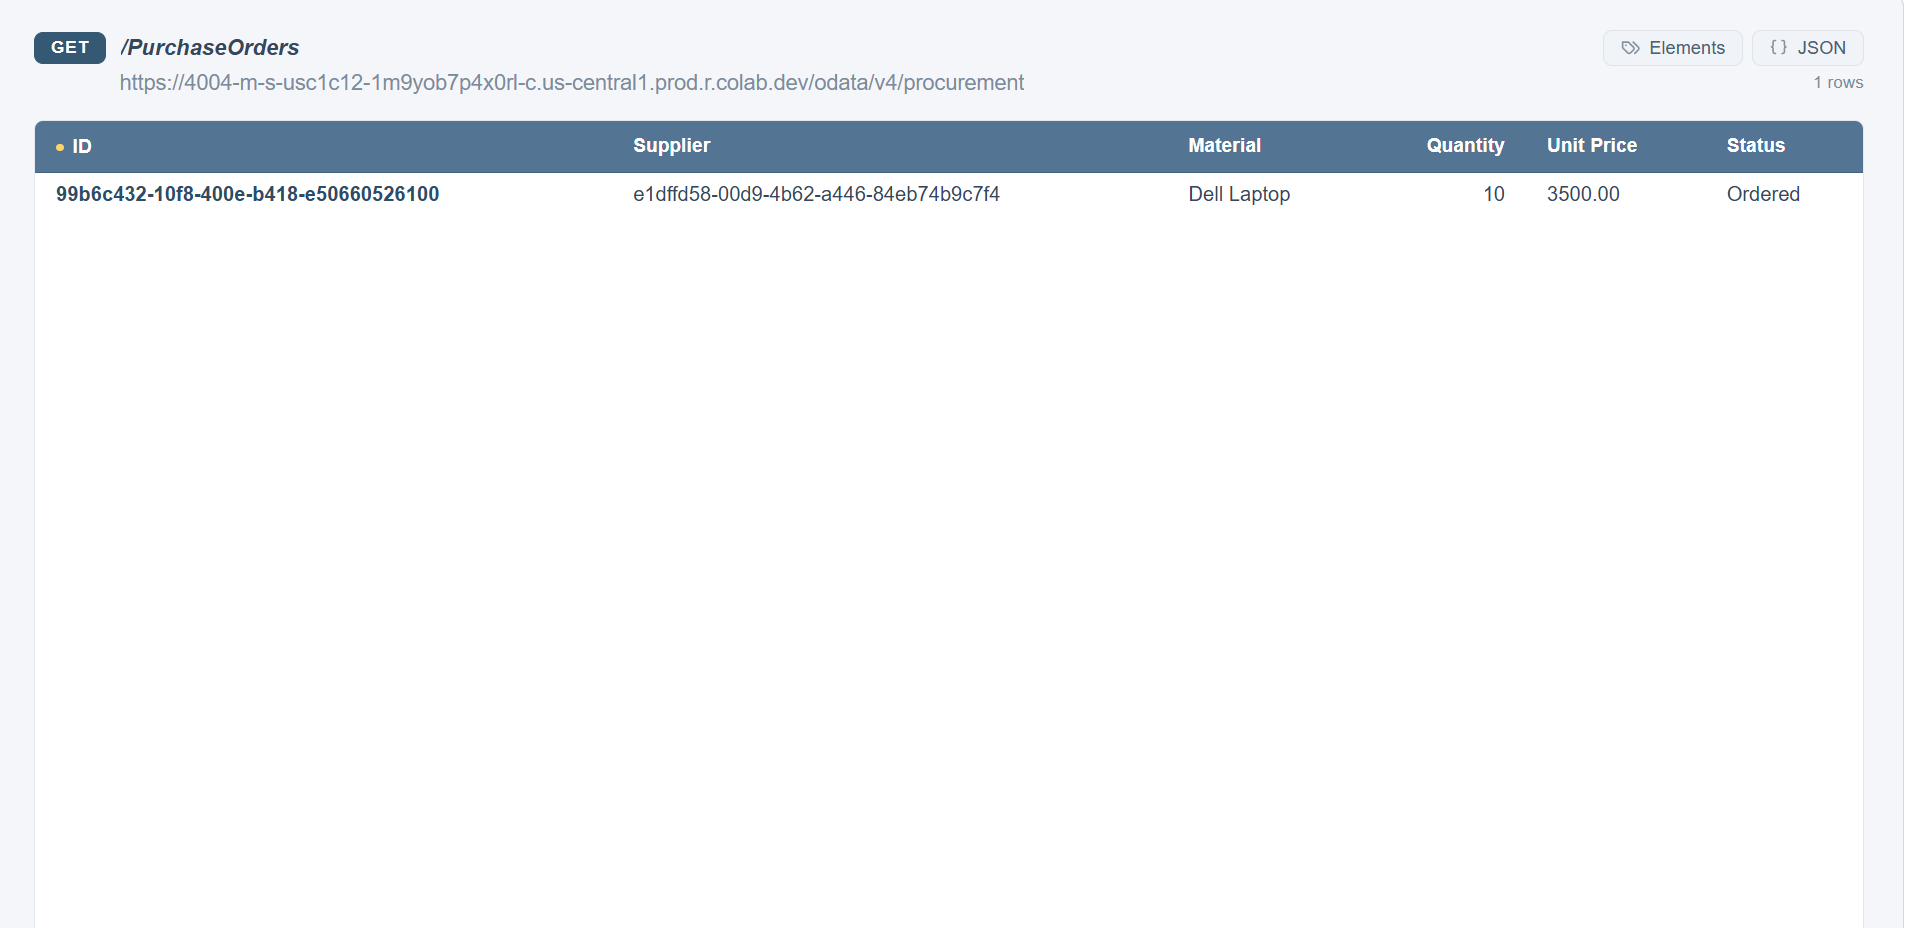 GET /PurchaseOrders Elements {} JSON
https://4004-m-s-usc1c12-1m9yob7p4x0rl-c.us-central1.prod.r.colab.dev/odata/v4/procurement 1 rows
ID Supplier Material Quantity Unit Price Status
99b6c432-10f8-400e-b418-e50660526100 e1dffd58-00d9-4b62-a446-84eb74b9c7f4 Dell Laptop 10 3500.00 Ordered